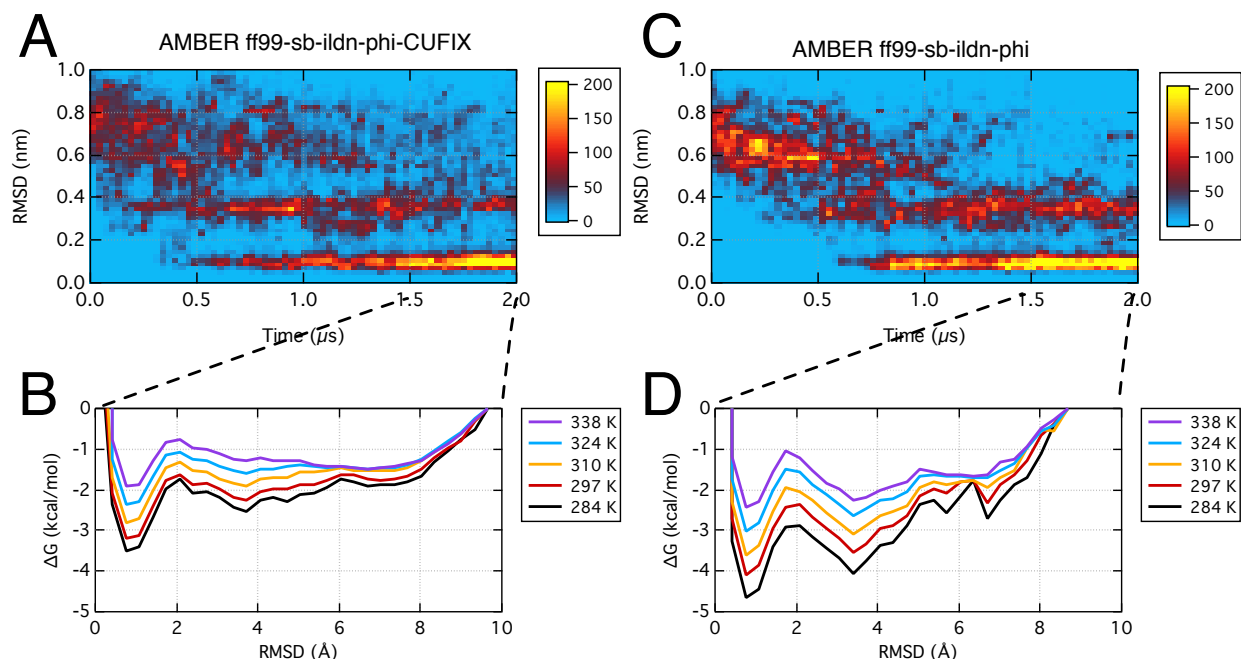 A
AMBER ff99-sb-ildn-phi-CUFIX
RMSD (nm)
1.0
0.8
0.6
0.4
0.2
0.0
0.0 0.5 1.0 1.5 2.0
Time (µs)
200
150
100
50
0
C
AMBER ff99-sb-ildn-phi
RMSD (nm)
1.0
0.8
0.6
0.4
0.2
0.0
0.0 0.5 1.0 1.5 2.0
Time (µs)
200
150
100
50
0
B
ΔG (kcal/mol)
0
-1
-2
-3
-4
-5
0 2 4 6 8 10
RMSD (Å)
338 K
324 K
310 K
297 K
284 K
D
ΔG (kcal/mol)
0
-1
-2
-3
-4
-5
0 2 4 6 8 10
RMSD (Å)
338 K
324 K
310 K
297 K
284 K